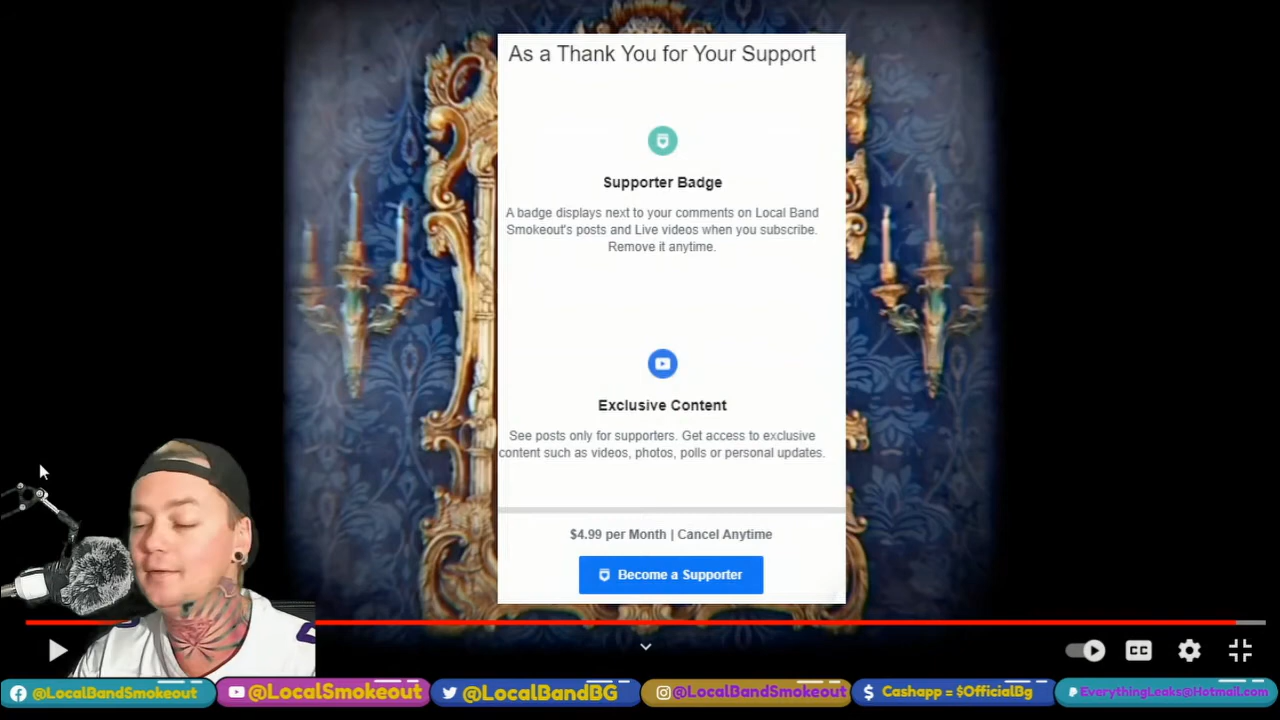 As a Thank You for Your Support
Supporter Badge
A badge displays next to your comments on Local Band
Smokeout's posts and Live videos when you subscribe.
Remove it anytime.
Exclusive Content
See posts only for supporters. Get access to exclusive
content such as videos, photos, polls or personal updates.
$4.99 per Month | Cancel Anytime
Become a Supporter
CC
@LocalBandSmokeout
@LocalSmokeout
@LocalBandBG
@LocalBandSmokeout
$ Cashapp = $OfficialBg
EverythingLeaks@Hotmail.com